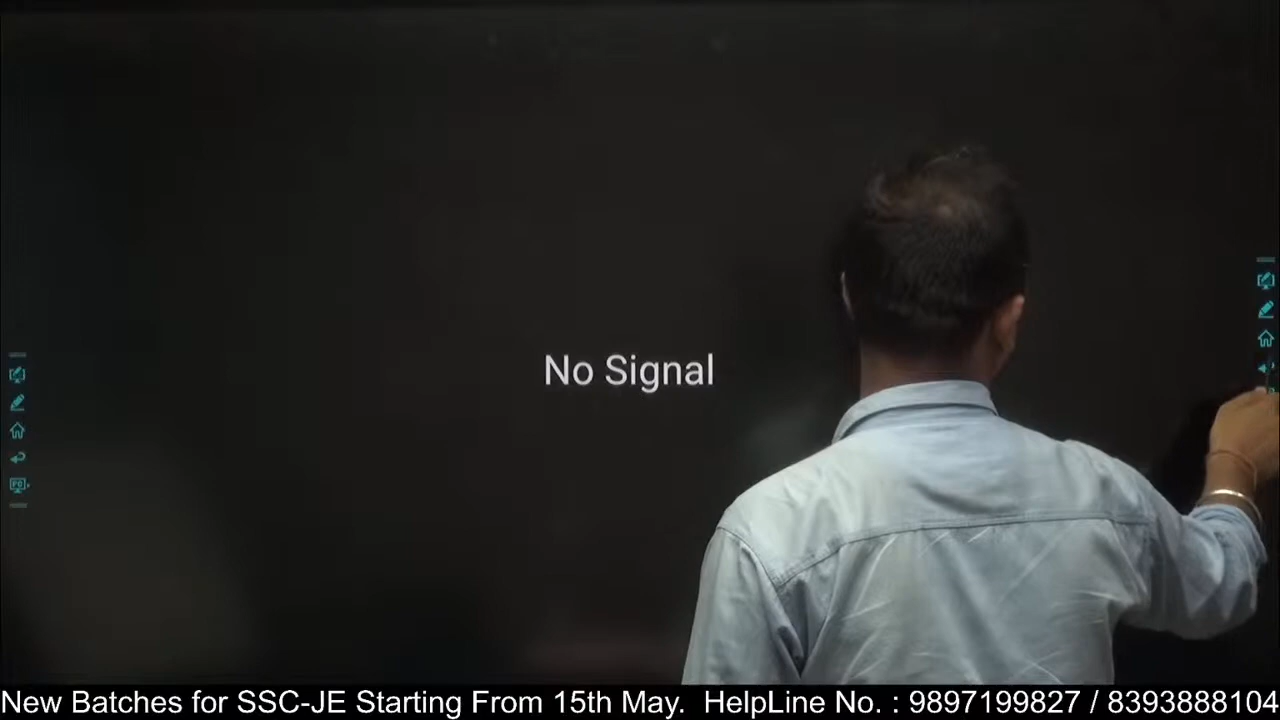 No Signal
New Batches for SSC-JE Starting From 15th May. HelpLine No. : 9897199827 / 8393888104